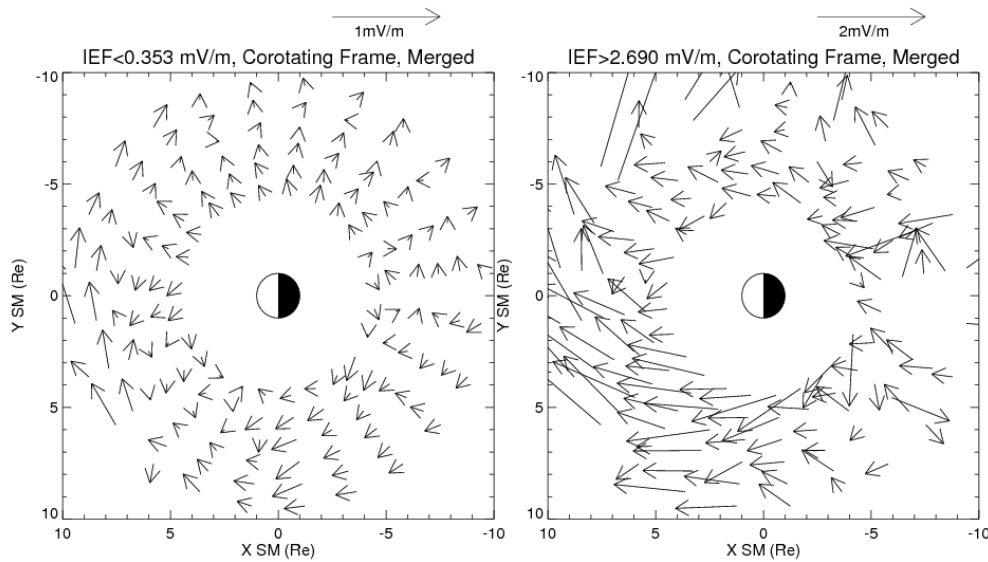 1mV/m
2mV/m
IEF<0.353 mV/m, Corotating Frame, Merged
IEF>2.690 mV/m, Corotating Frame, Merged
-10
-5
0
5
10
Y SM (Re)
10
5
0
-5
-10
X SM (Re)
-10
-5
0
5
10
Y SM (Re)
10
5
0
-5
-10
X SM (Re)